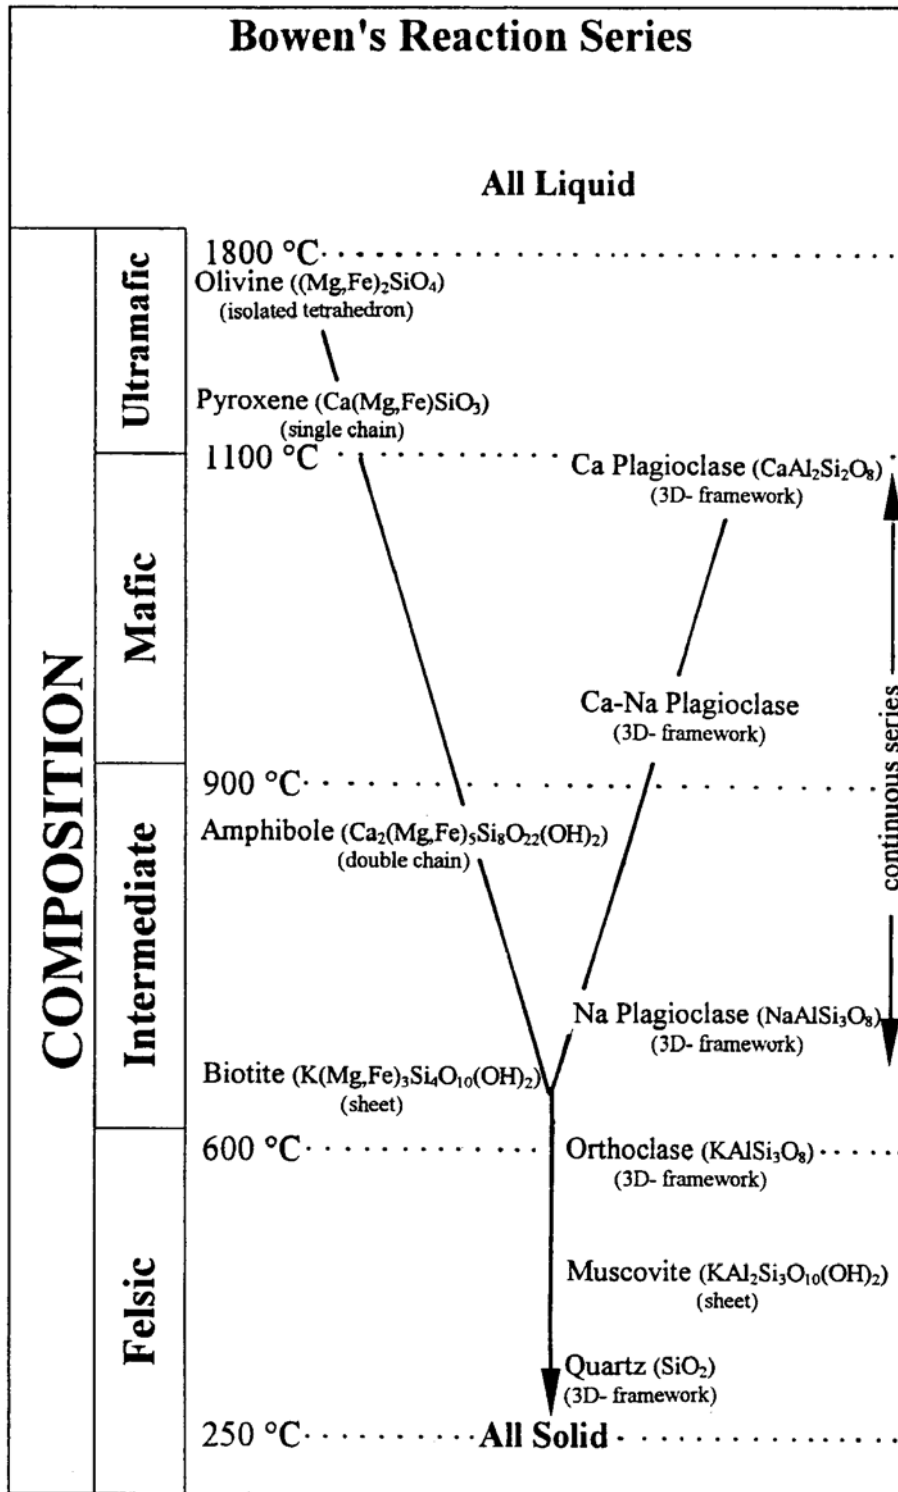 Bowen's Reaction Series
All Liquid
COMPOSITION
Ultramafic
1800 °C
Olivine ((Mg,Fe)₂SiO₄)
(isolated tetrahedron)
Pyroxene (Ca(Mg,Fe)SiO₃)
(single chain)
1100 °C
Ca Plagioclase (CaAl₂Si₂O₈)
(3D- framework)
Mafic
Ca-Na Plagioclase
(3D- framework)
continuous series
900 °C
Intermediate
Amphibole (Ca₂(Mg,Fe)₅Si₈O₂₂(OH)₂)
(double chain)
Na Plagioclase (NaAlSi₃O₈)
(3D- framework)
Biotite (K(Mg,Fe)₃Si₄O₁₀(OH)₂)
(sheet)
600 °C
Orthoclase (KAlSi₃O₈)
(3D- framework)
Felsic
Muscovite (KAl₂Si₃O₁₀(OH)₂)
(sheet)
Quartz (SiO₂)
(3D- framework)
250 °C
All Solid